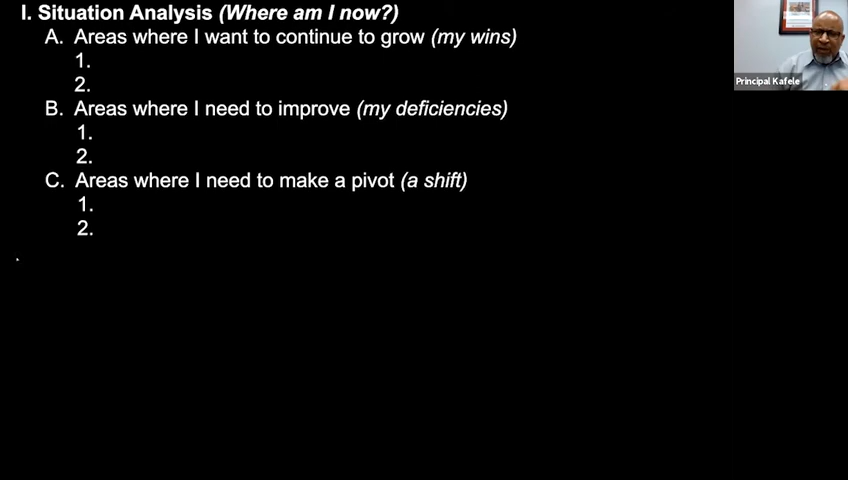 I. Situation Analysis (Where am I now?)
A. Areas where I want to continue to grow (my wins)
1.
2.
B. Areas where I need to improve (my deficiencies)
1.
2.
C. Areas where I need to make a pivot (a shift)
1.
2.
Principal Kafele